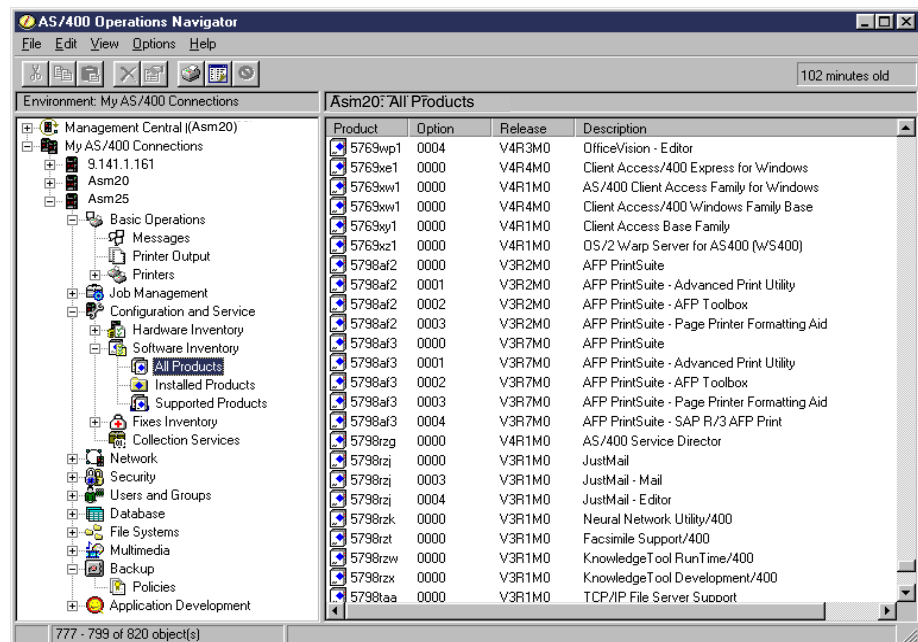 AS/400 Operations Navigator
File Edit View Options Help
102 minutes old
Environment: My AS/400 Connections
Asm20: All Products
Management Central (Asm20)
My AS/400 Connections
9.141.1.161
Asm20
Asm25
Basic Operations
Messages
Printer Output
Printers
Job Management
Configuration and Service
Hardware Inventory
Software Inventory
All Products
Installed Products
Supported Products
Fixes Inventory
Collection Services
Network
Security
Users and Groups
Database
File Systems
Multimedia
Backup
Policies
Application Development
Product Option Release Description
5769wp1 0004 V4R3M0 OfficeVision - Editor
5769xe1 0000 V4R4M0 Client Access/400 Express for Windows
5769xw1 0000 V4R1M0 AS/400 Client Access Family for Windows
5769xw1 0000 V4R4M0 Client Access/400 Windows Family Base
5769xy1 0000 V4R1M0 Client Access Base Family
5769xz1 0000 V4R1M0 OS/2 Warp Server for AS400 (WS400)
5798af2 0000 V3R2M0 AFP PrintSuite
5798af2 0001 V3R2M0 AFP PrintSuite - Advanced Print Utility
5798af2 0002 V3R2M0 AFP PrintSuite - AFP Toolbox
5798af2 0003 V3R2M0 AFP PrintSuite - Page Printer Formatting Aid
5798af3 0000 V3R7M0 AFP PrintSuite
5798af3 0001 V3R7M0 AFP PrintSuite - Advanced Print Utility
5798af3 0002 V3R7M0 AFP PrintSuite - AFP Toolbox
5798af3 0003 V3R7M0 AFP PrintSuite - Page Printer Formatting Aid
5798af3 0004 V3R7M0 AFP PrintSuite - SAP R/3 AFP Print
5798rzg 0000 V4R1M0 AS/400 Service Director
5798rzj 0000 V3R1M0 JustMail
5798rzj 0003 V3R1M0 JustMail - Mail
5798rzj 0004 V3R1M0 JustMail - Editor
5798rzk 0000 V3R1M0 Neural Network Utility/400
5798rzt 0000 V3R1M0 Facsimile Support/400
5798rzw 0000 V3R1M0 KnowledgeTool RunTime/400
5798rzx 0000 V3R1M0 KnowledgeTool Development/400
5798taa 0000 V3R1M0 TCP/IP File Server Support
777 - 799 of 820 object(s)